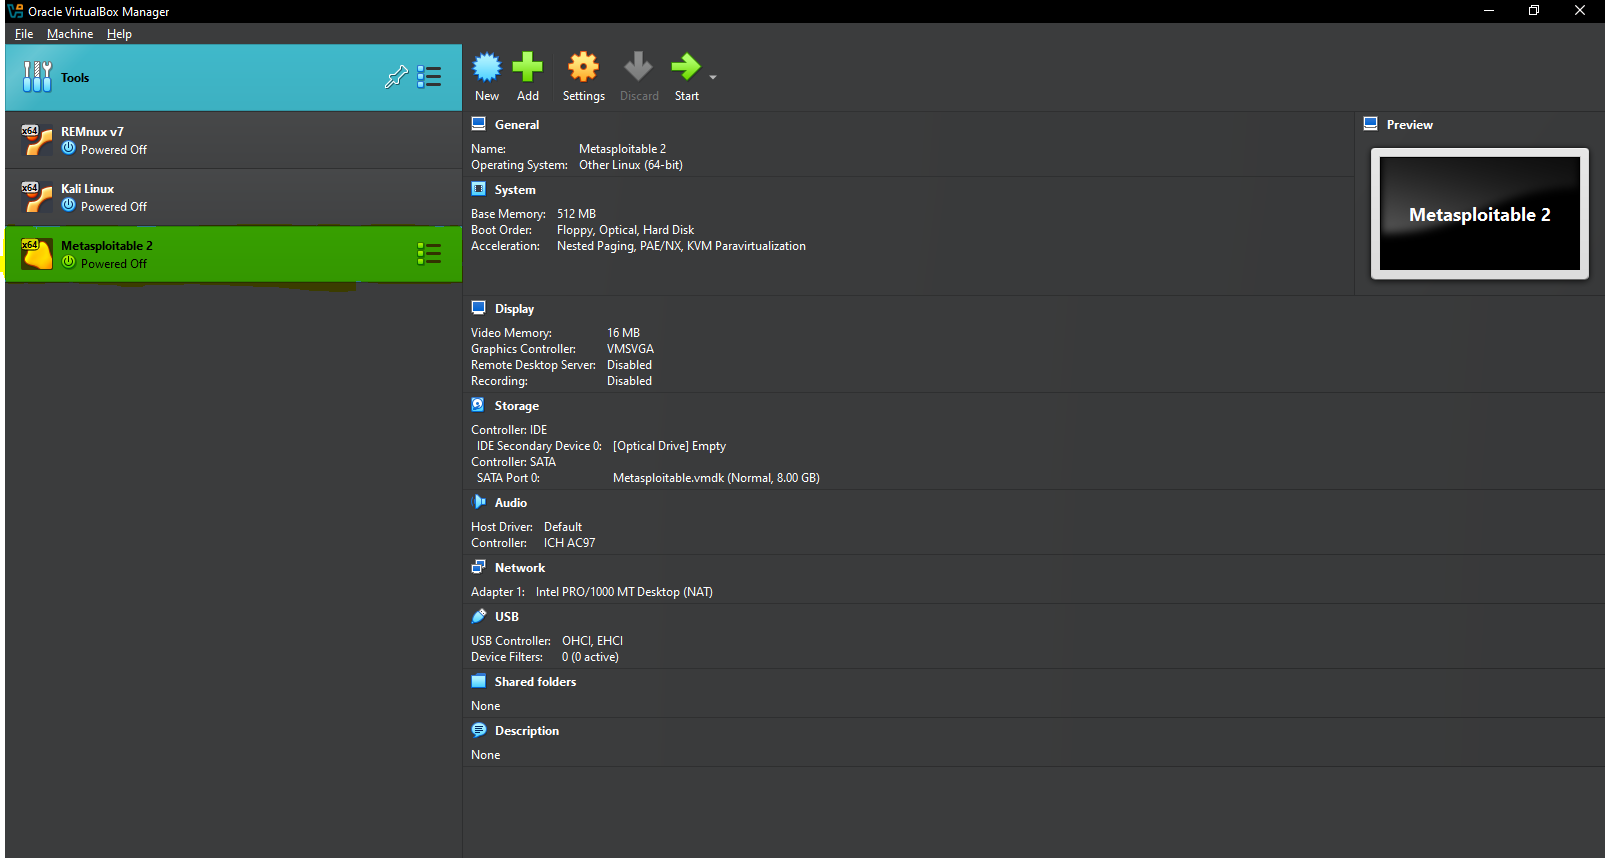 Oracle VirtualBox Manager
File Machine Help
Tools
New Add Settings Discard Start
x64 REMnux v7
Powered Off
x64 Kali Linux
Powered Off
x64 Metasploitable 2
Powered Off
General
Name: Metasploitable 2
Operating System: Other Linux (64-bit)
System
Base Memory: 512 MB
Boot Order: Floppy, Optical, Hard Disk
Acceleration: Nested Paging, PAE/NX, KVM Paravirtualization
Preview
Metasploitable 2
Display
Video Memory: 16 MB
Graphics Controller: VMSVGA
Remote Desktop Server: Disabled
Recording: Disabled
Storage
Controller: IDE
IDE Secondary Device 0: [Optical Drive] Empty
Controller: SATA
SATA Port 0: Metasploitable.vmdk (Normal, 8.00 GB)
Audio
Host Driver: Default
Controller: ICH AC97
Network
Adapter 1: Intel PRO/1000 MT Desktop (NAT)
USB
USB Controller: OHCI, EHCI
Device Filters: 0 (0 active)
Shared folders
None
Description
None